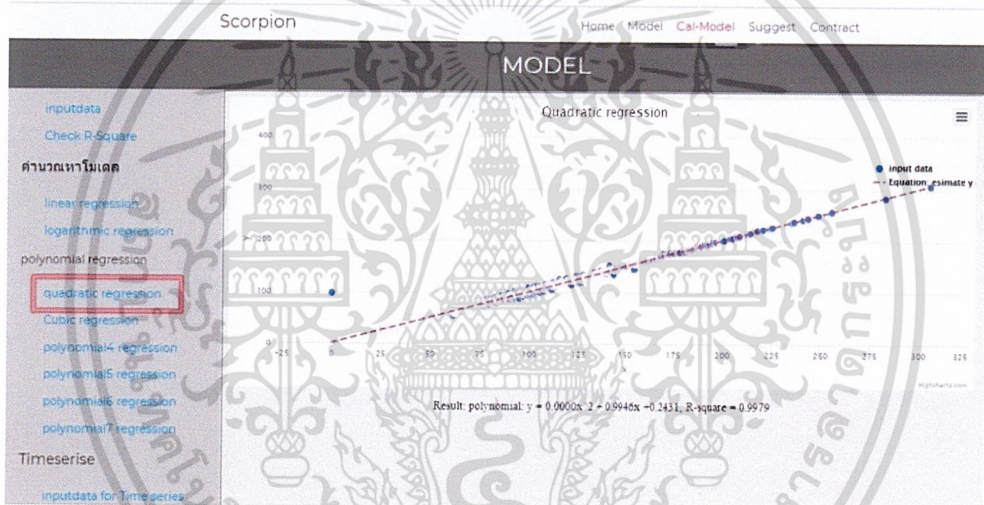 Scorpion
Home Model Cal-Model Suggest Contract
MODEL
inputdata
Check R-Square
คำนวณหาโมเดล
linear regression
logarithmic regression
polynomial regression
quadratic regression
Cubic regression
polynomial4 regression
polynomial5 regression
polynomial6 regression
polynomial7 regression
Timeserise
inputdata for Time series
Quadratic regression
input data
Equation: esimate y
400
300
200
100
0
-25 0 25 50 75 100 125 150 175 200 225 250 275 300 325
Highcharts.com
Result: polynomial: y = 0.0000x^2 + 0.9946x +0.2431, R-square = 0.9979